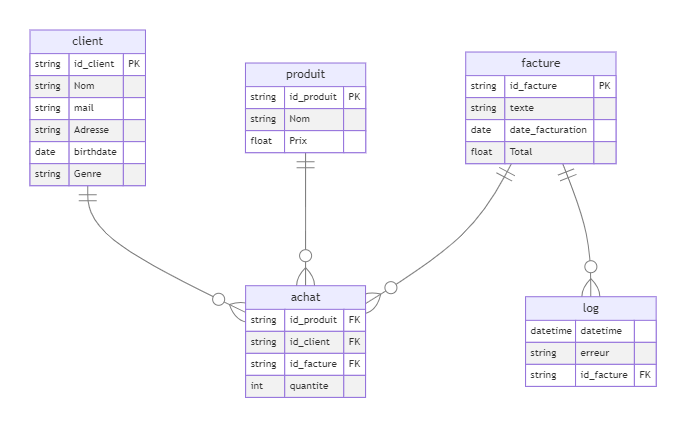 client
string id_client PK
string Nom
string mail
string Adresse
date birthdate
string Genre
produit
string id_produit PK
string Nom
float Prix
facture
string id_facture PK
string texte
date date_facturation
float Total
achat
string id_produit FK
string id_client FK
string id_facture FK
int quantite
log
datetime datetime
string erreur
string id_facture FK